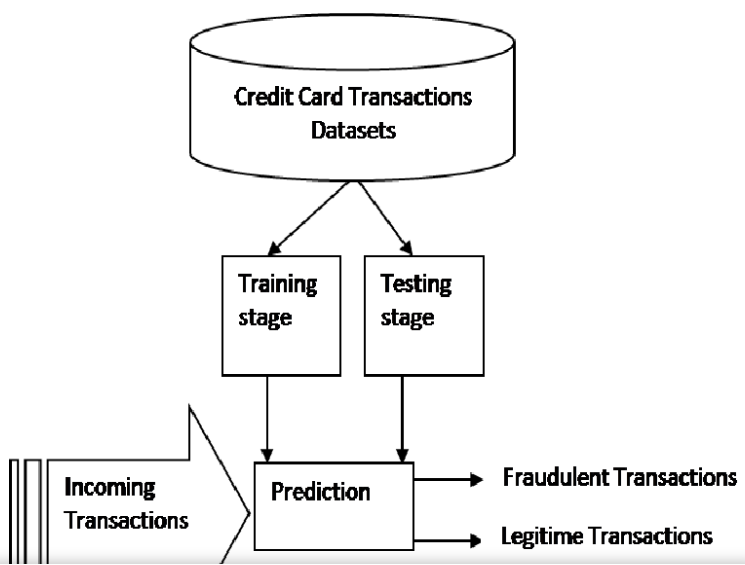 Credit Card Transactions
Datasets
Training
stage
Testing
stage
Incoming
Transactions
Prediction
Fraudulent Transactions
Legitime Transactions